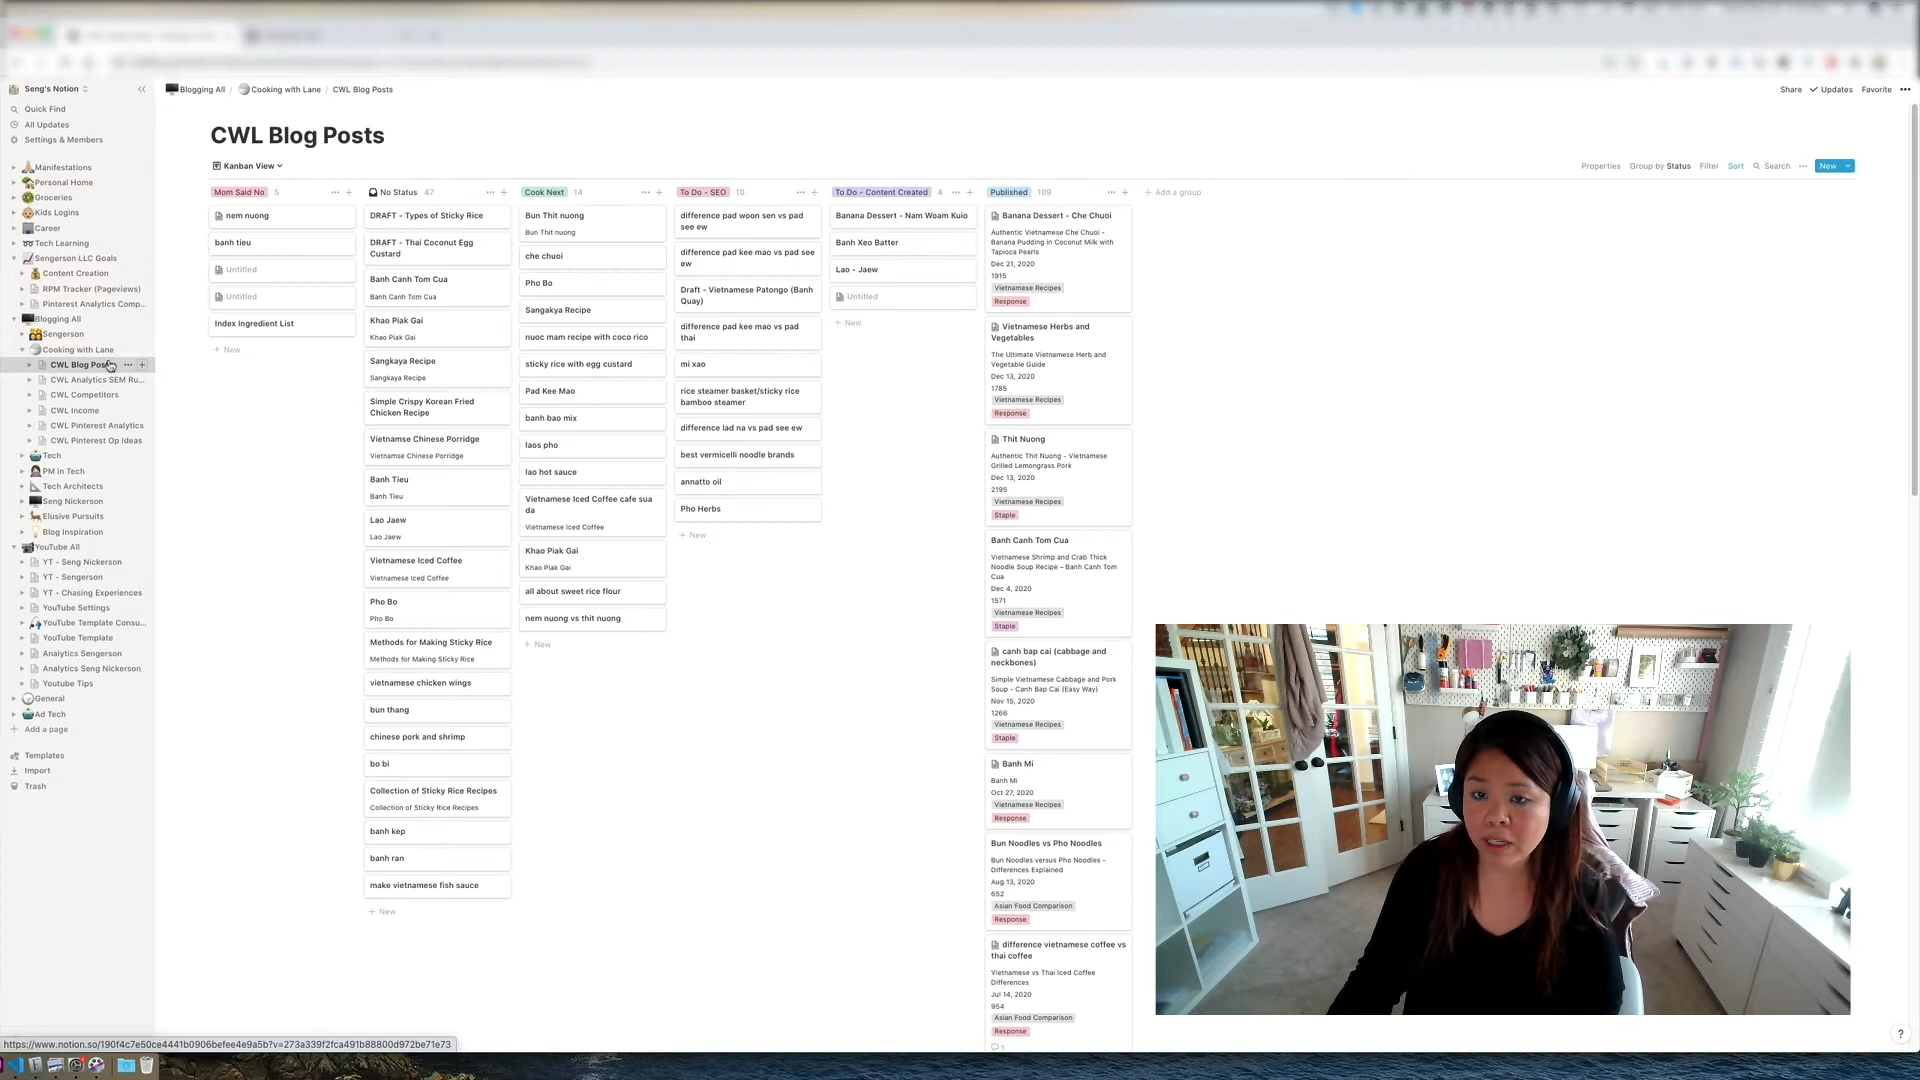 Seng's Notion
Quick Find
All Updates
Settings & Members
Manifestations
Personal Home
Groceries
Kids Logins
Career
Tech Learning
Sengerson LLC Goals
Content Creation
RPM Tracker (Pageviews)
Pinterest Analytics Comp...
Blogging All
Sengerson
Cooking with Lane
CWL Blog Posts
CWL Analytics SEM Ru...
CWL Competitors
CWL Income
CWL Pinterest Analytics
CWL Pinterest Op Ideas
Tech
PM in Tech
Tech Architects
Seng Nickerson
Elusive Pursuits
Blog Inspiration
YouTube All
YT - Seng Nickerson
YT - Sengerson
YT - Chasing Experiences
YouTube Settings
YouTube Template Consu...
YouTube Template
Analytics Sengerson
Analytics Seng Nickerson
Youtube Tips
General
Ad Tech
Add a page
Templates
Import
Trash
Blogging All / Cooking with Lane / CWL Blog Posts
Share Updates Favorite
CWL Blog Posts
Kanban View
Properties Group by Status Filter Sort Search New
Mom Said No 5
nem nuong
banh tieu
Untitled
Untitled
Index Ingredient List
+ New
No Status 47
DRAFT - Types of Sticky Rice
DRAFT - Thai Coconut Egg
Custard
Banh Canh Tom Cua
Banh Canh Tom Cua
Khao Piak Gai
Khao Piak Gai
Sangkaya Recipe
Sangkaya Recipe
Simple Crispy Korean Fried
Chicken Recipe
Vietnamse Chinese Porridge
Vietnamse Chinese Porridge
Banh Tieu
Banh Tieu
Lao Jaew
Lao Jaew
Vietnamese Iced Coffee
Vietnamese Iced Coffee
Pho Bo
Pho Bo
Methods for Making Sticky Rice
Methods for Making Sticky Rice
vietnamese chicken wings
bun thang
chinese pork and shrimp
bo bi
Collection of Sticky Rice Recipes
Collection of Sticky Rice Recipes
banh kep
banh ran
make vietnamese fish sauce
+ New
Cook Next 14
Bun Thit nuong
Bun Thit nuong
che chuoi
Pho Bo
Sangakya Recipe
nuoc mam recipe with coco rico
sticky rice with egg custard
Pad Kee Mao
banh bao mix
laos pho
lao hot sauce
Vietnamese Iced Coffee cafe sua
da
Vietnamese Iced Coffee
Khao Piak Gai
Khao Piak Gai
all about sweet rice flour
nem nuong vs thit nuong
+ New
To Do - SEO 10
difference pad woon sen vs pad
see ew
difference pad kee mao vs pad see
ew
Draft - Vietnamese Patongo (Banh
Quay)
difference pad kee mao vs pad
thai
mi xao
rice steamer basket/sticky rice
bamboo steamer
difference lad na vs pad see ew
best vermicelli noodle brands
annatto oil
Pho Herbs
+ New
To Do - Content Created 4
Banana Dessert - Nam Woam Kuio
Banh Xeo Batter
Lao - Jaew
Untitled
+ New
Published 109
Banana Dessert - Che Chuoi
Authentic Vietnamese Che Chuoi -
Banana Pudding in Coconut Milk with
Tapioca Pearls
Dec 21, 2020
1915
Vietnamese Recipes
Response
Vietnamese Herbs and
Vegetables
The Ultimate Vietnamese Herb and
Vegetable Guide
Dec 13, 2020
1785
Vietnamese Recipes
Response
Thit Nuong
Authentic Thit Nuong - Vietnamese
Grilled Lemongrass Pork
Dec 13, 2020
2195
Vietnamese Recipes
Staple
Banh Canh Tom Cua
Vietnamese Shrimp and Crab Thick
Noodle Soup Recipe – Banh Canh Tom
Cua
Dec 4, 2020
1571
Vietnamese Recipes
Staple
canh bap cai (cabbage and
neckbones)
Simple Vietnamese Cabbage and Pork
Soup - Canh Bap Cai (Easy Way)
Nov 15, 2020
1266
Vietnamese Recipes
Staple
Banh Mi
Banh Mi
Oct 27, 2020
Vietnamese Recipes
Response
Bun Noodles vs Pho Noodles
Bun Noodles versus Pho Noodles -
Differences Explained
Aug 13, 2020
652
Asian Food Comparison
Response
difference vietnamese coffee vs
thai coffee
Vietnamese vs Thai Iced Coffee
Differences
Jul 14, 2020
954
Asian Food Comparison
Response
1
+ Add a group
?
https://www.notion.so/190f4c7e50ce4441b0906befee4e9a5b?v=273a339f2fca491b88800d972be71e73